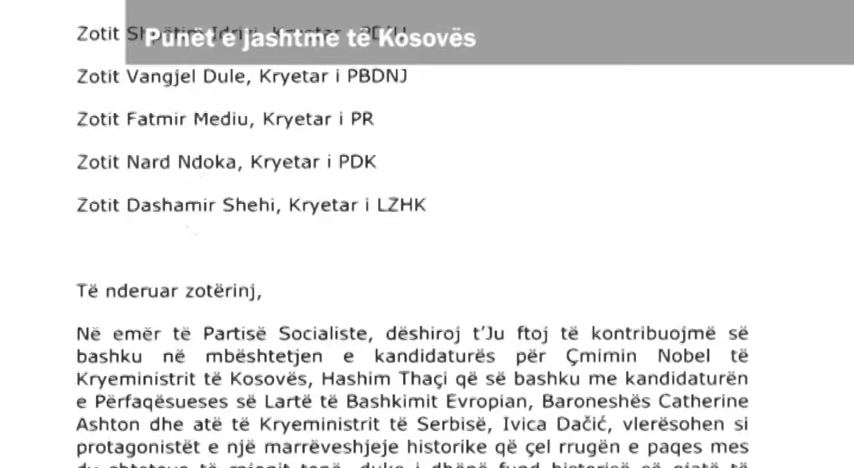 Zotit Shpëtim Idrizi, Kryetar i PDIU
Punët e jashtme të Kosovës
Zotit Vangjel Dule, Kryetar i PBDNJ
Zotit Fatmir Mediu, Kryetar i PR
Zotit Nard Ndoka, Kryetar i PDK
Zotit Dashamir Shehi, Kryetar i LZHK
Të nderuar zotërinj,
Në emër të Partisë Socialiste, dëshiroj t’Ju ftoj të kontribuojmë së
bashku në mbështetjen e kandidaturës për Çmimin Nobel të
Kryeministrit të Kosovës, Hashim Thaçi që së bashku me kandidaturën
e Përfaqësueses së Lartë të Bashkimit Evropian, Baroneshës Catherine
Ashton dhe atë të Kryeministrit të Serbisë, Ivica Dačić, vlerësohen si
protagonistët e një marrëveshjeje historike që çel rrugën e paqes mes